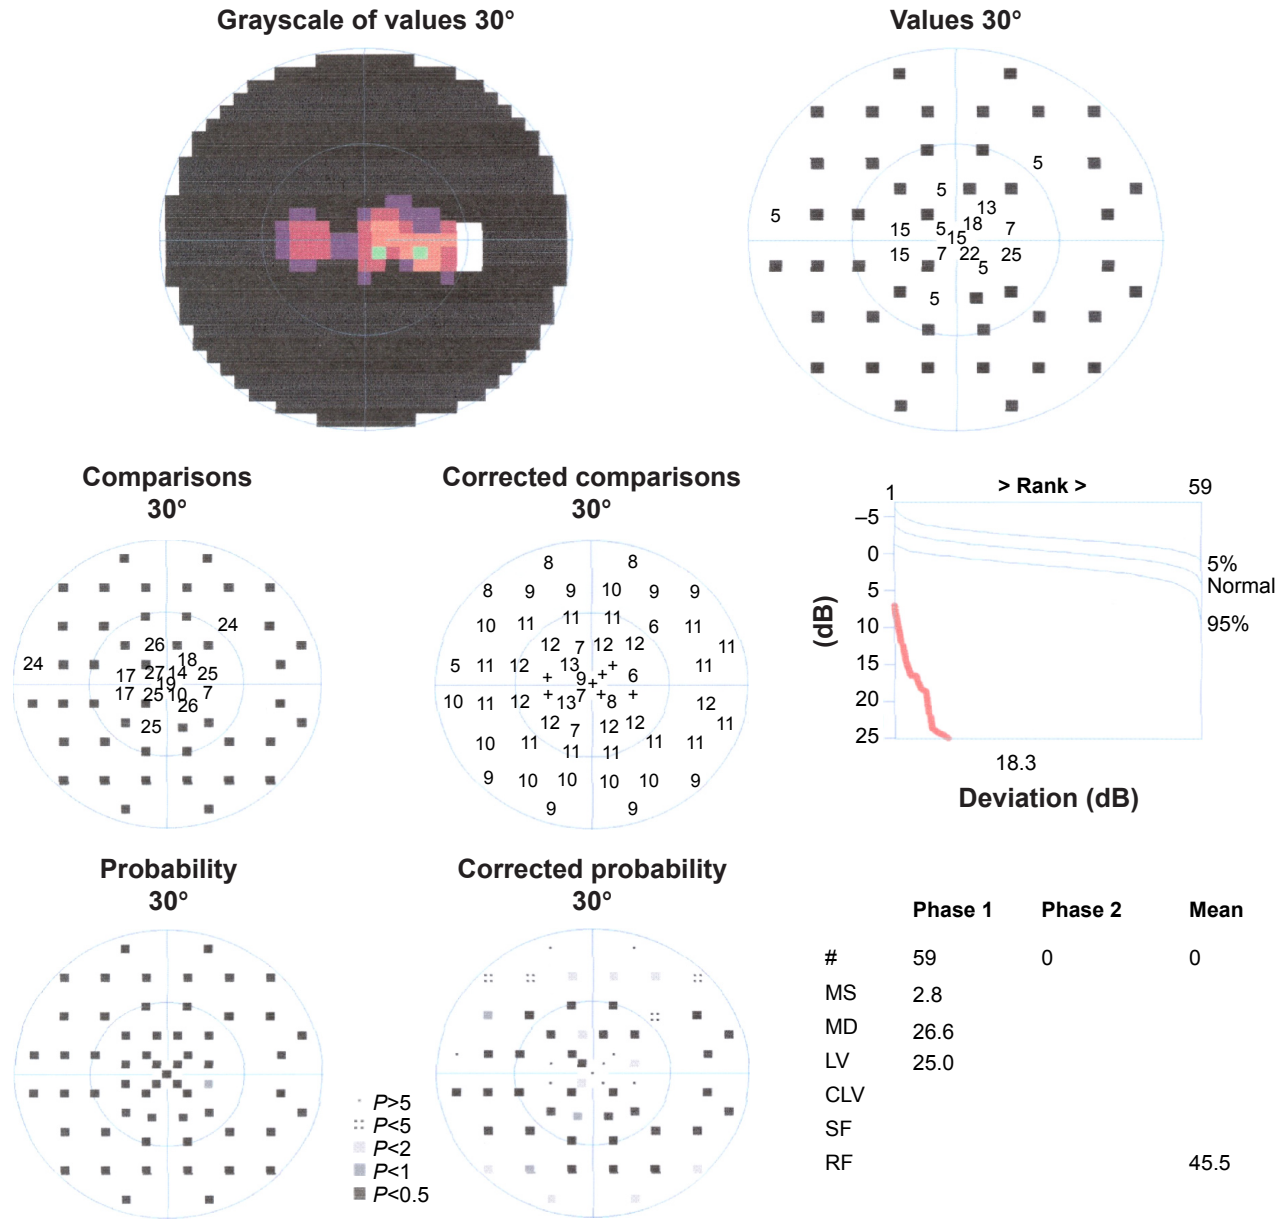 Grayscale of values 30°
Values 30°
5
5
5
13
15
5
18
7
15
15
7
22
25
5
5
Comparisons
30°
24
26
18
24
17
27
14
25
19
17
25
10
7
26
25
Corrected comparisons
30°
8 8
8 9 9 10 9 9
11 11
10 11 6 11
12 7 12 12 11
5 11 12 13 + 11
+ 9 + 6
+
+ 7 + +
10 11 12 13 8 12
12 12 11
7 12
10 11 11 11
11 11
9 10 10 10 10 9
9 9
1 > Rank > 59
–5
0
5
10
15
20
25
(dB)
5%
Normal
95%
18.3
Deviation (dB)
Probability
30°
Corrected probability
30°
P>5
P<5
P<2
P<1
P<0.5
Phase 1 Phase 2 Mean
# 59 0 0
MS 2.8
MD 26.6
LV 25.0
CLV
SF
RF 45.5